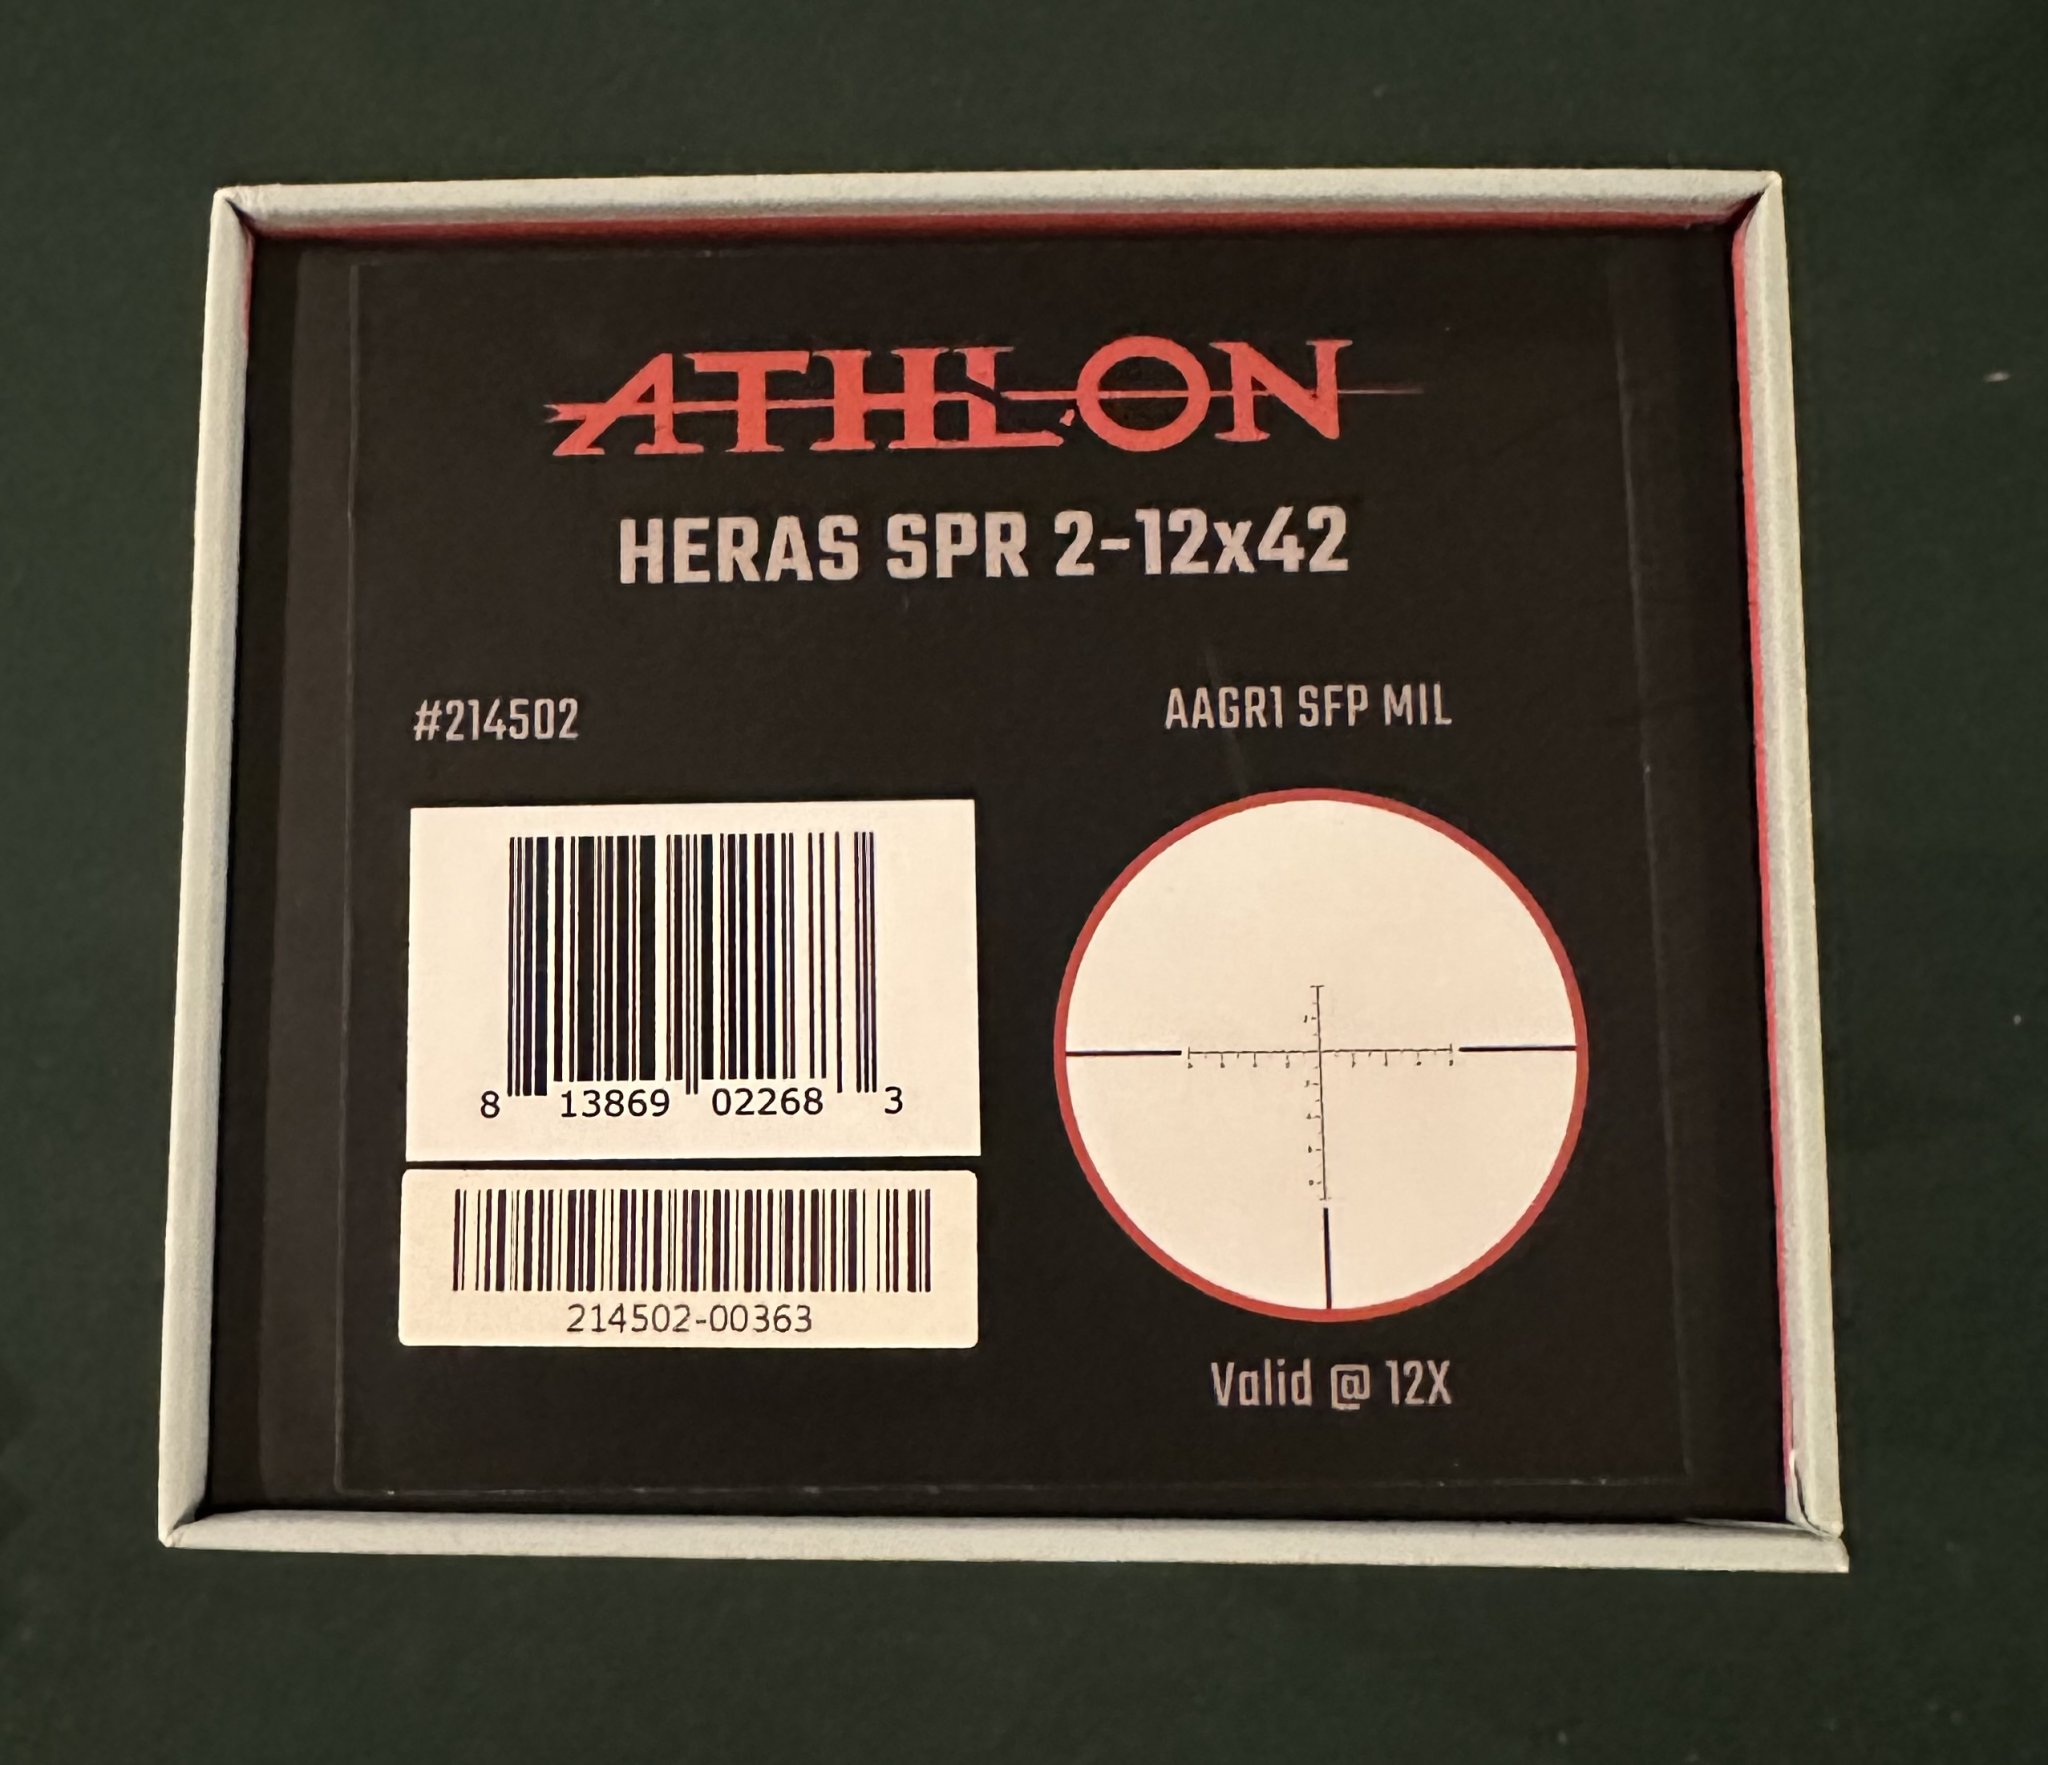 ATHLON
HERAS SPR 2-12x42
#214502
AAGR1 SFP MIL
8 13869 02268 3
214502-00363
Valid @ 12X